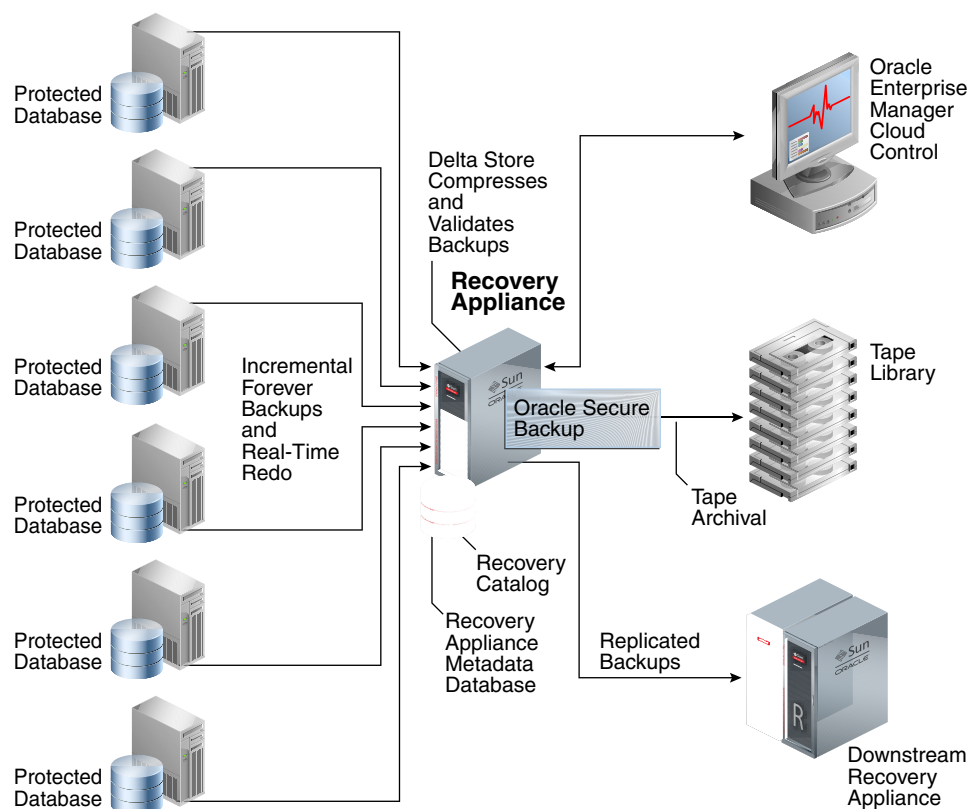 Protected
Database
Protected
Database
Protected
Database
Protected
Database
Protected
Database
Protected
Database
Incremental
Forever
Backups
and
Real-Time
Redo
Delta Store
Compresses
and
Validates
Backups
Recovery
Appliance
Sun
ORACLE
Oracle Secure
Backup
Recovery
Catalog
Recovery
Appliance
Metadata
Database
Oracle
Enterprise
Manager
Cloud
Control
Tape
Library
Tape
Archival
Replicated
Backups
Sun
ORACLE
R
Downstream
Recovery
Appliance